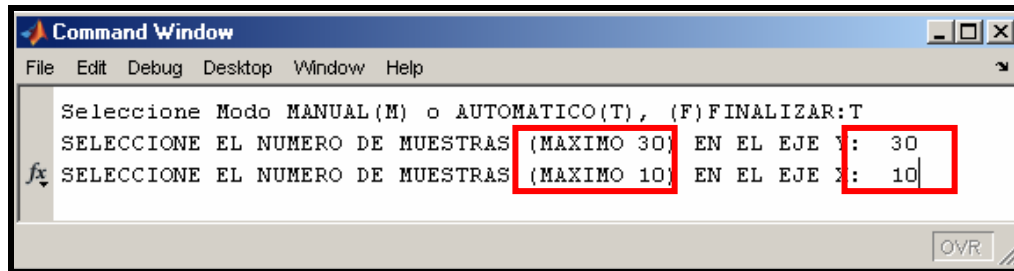 Command Window
File Edit Debug Desktop Window Help
Seleccione Modo MANUAL(M) o AUTOMATICO(T), (F)FINALIZAR:T
SELECCIONE EL NUMERO DE MUESTRAS (MAXIMO 30) EN EL EJE Y: 30
fx SELECCIONE EL NUMERO DE MUESTRAS (MAXIMO 10) EN EL EJE X: 10
OVR